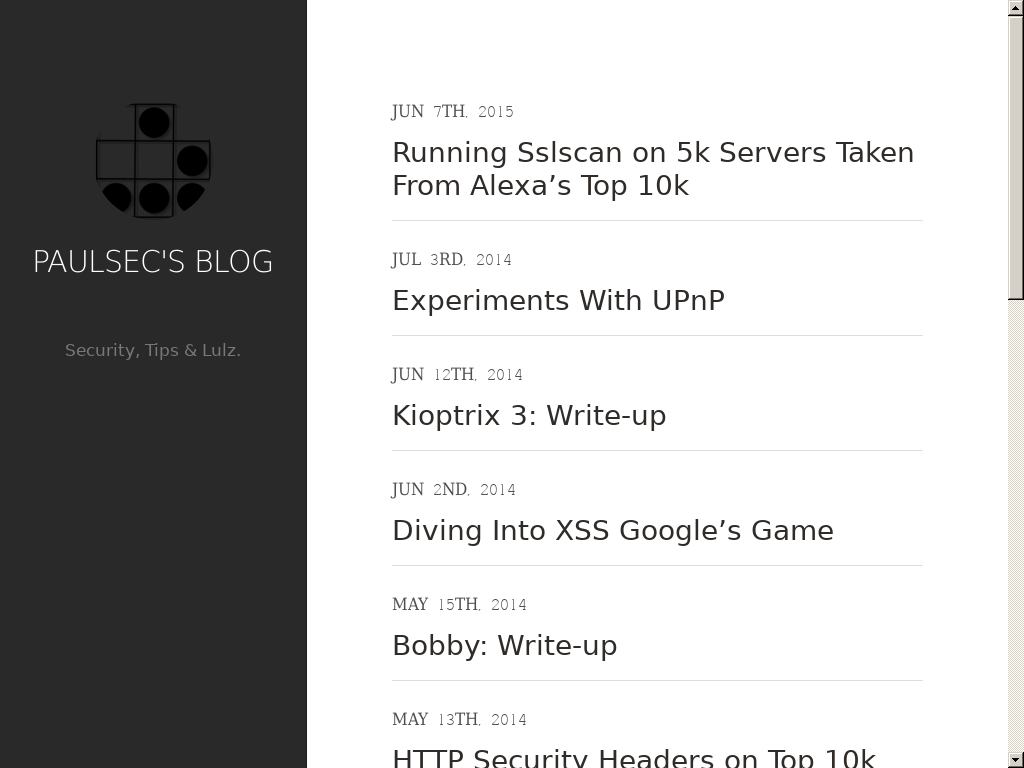 PAULSEC'S BLOG
Security, Tips & Lulz.
JUN 7TH, 2015
Running Sslscan on 5k Servers Taken
From Alexa’s Top 10k
JUL 3RD, 2014
Experiments With UPnP
JUN 12TH, 2014
Kioptrix 3: Write-up
JUN 2ND, 2014
Diving Into XSS Google’s Game
MAY 15TH, 2014
Bobby: Write-up
MAY 13TH, 2014
HTTP Security Headers on Top 10k